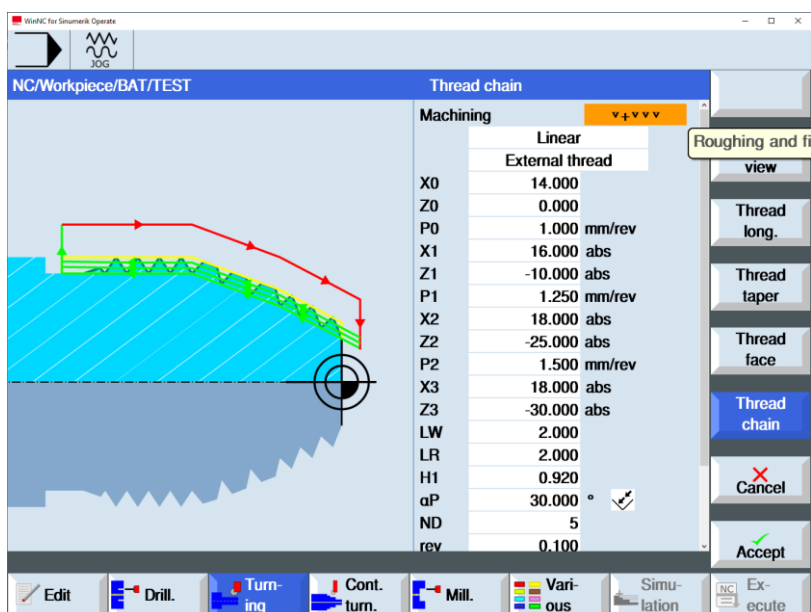 WinNC for Sinumerik Operate
JOG
NC/Workpiece/BAT/TEST
Thread chain
Machining v+vvv
Linear
External thread
X0 14.000
Z0 0.000
P0 1.000 mm/rev
X1 16.000 abs
Z1 -10.000 abs
P1 1.250 mm/rev
X2 18.000 abs
Z2 -25.000 abs
P2 1.500 mm/rev
X3 18.000 abs
Z3 -30.000 abs
LW 2.000
LR 2.000
H1 0.920
αP 30.000 °
ND 5
rev 0.100
Roughing and fi
view
Thread
long.
Thread
taper
Thread
face
Thread
chain
Cancel
Accept
Edit
Drill.
Turn-
ing
Cont.
turn.
Mill.
Vari-
ous
Simu-
lation
NC Ex-
ecute